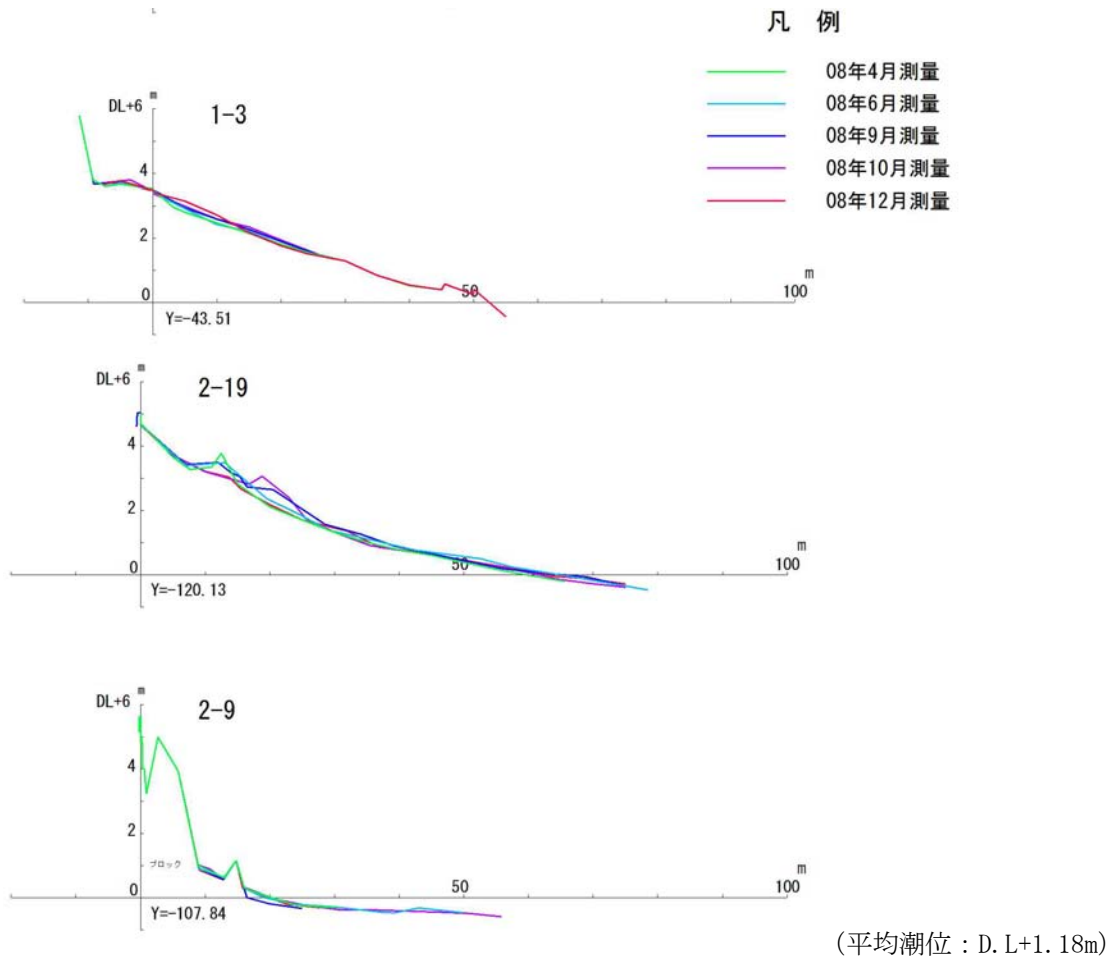 凡 例
08年4月測量
08年6月測量
08年9月測量
08年10月測量
08年12月測量
DL+6 m
1-3
4
2
0
50
100
m
Y=-43.51
DL+6 m
2-19
4
2
0
50
100
m
Y=-120.13
DL+6 m
2-9
4
2
ブロック
0
50
100
m
Y=-107.84
(平均潮位：D.L+1.18m)